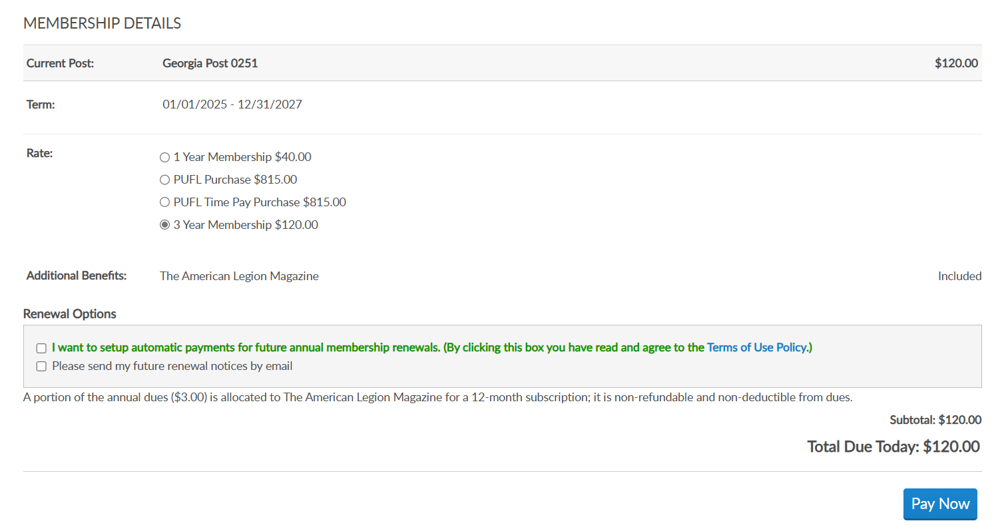 MEMBERSHIP DETAILS
Current Post: Georgia Post 0251 $120.00
Term: 01/01/2025 - 12/31/2027
Rate:
1 Year Membership $40.00
PUFL Purchase $815.00
PUFL Time Pay Purchase $815.00
3 Year Membership $120.00
Additional Benefits: The American Legion Magazine Included
Renewal Options
I want to setup automatic payments for future annual membership renewals. (By clicking this box you have read and agree to the Terms of Use Policy.)
Please send my future renewal notices by email
A portion of the annual dues ($3.00) is allocated to The American Legion Magazine for a 12-month subscription; it is non-refundable and non-deductible from dues.
Subtotal: $120.00
Total Due Today: $120.00
Pay Now